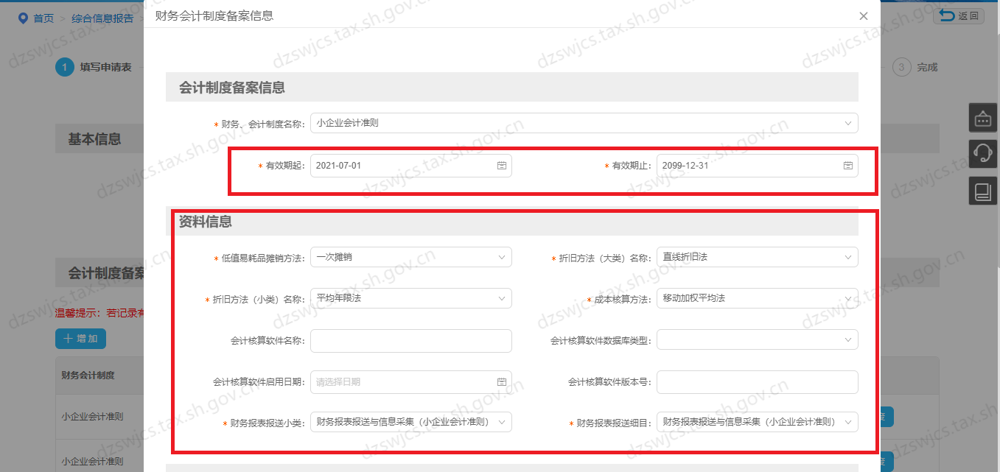 首页 > 综合信息报告 >
财务会计制度备案信息
返回
1 填写申请表
3 完成
会计制度备案信息
* 财务、会计制度名称: 小企业会计准则
基本信息
* 有效期起: 2021-07-01 * 有效期止: 2099-12-31
资料信息
* 低值易耗品摊销方法: 一次摊销 * 折旧方法（大类）名称: 直线折旧法
会计制度备案
* 折旧方法（小类）名称: 平均年限法 * 成本核算方法: 移动加权平均法
温馨提示：若记录有
+ 增加
会计核算软件名称: 会计核算软件数据库类型:
财务会计制度
会计核算软件启用日期: 请选择日期 会计核算软件版本号:
小企业会计准则
* 财务报表报送小类: 财务报表报送与信息采集（小企业会计准则） * 财务报表报送细目: 财务报表报送与信息采集（小企业会计准则）
小企业会计准则
dzswjcs.tax.sh.gov.cn